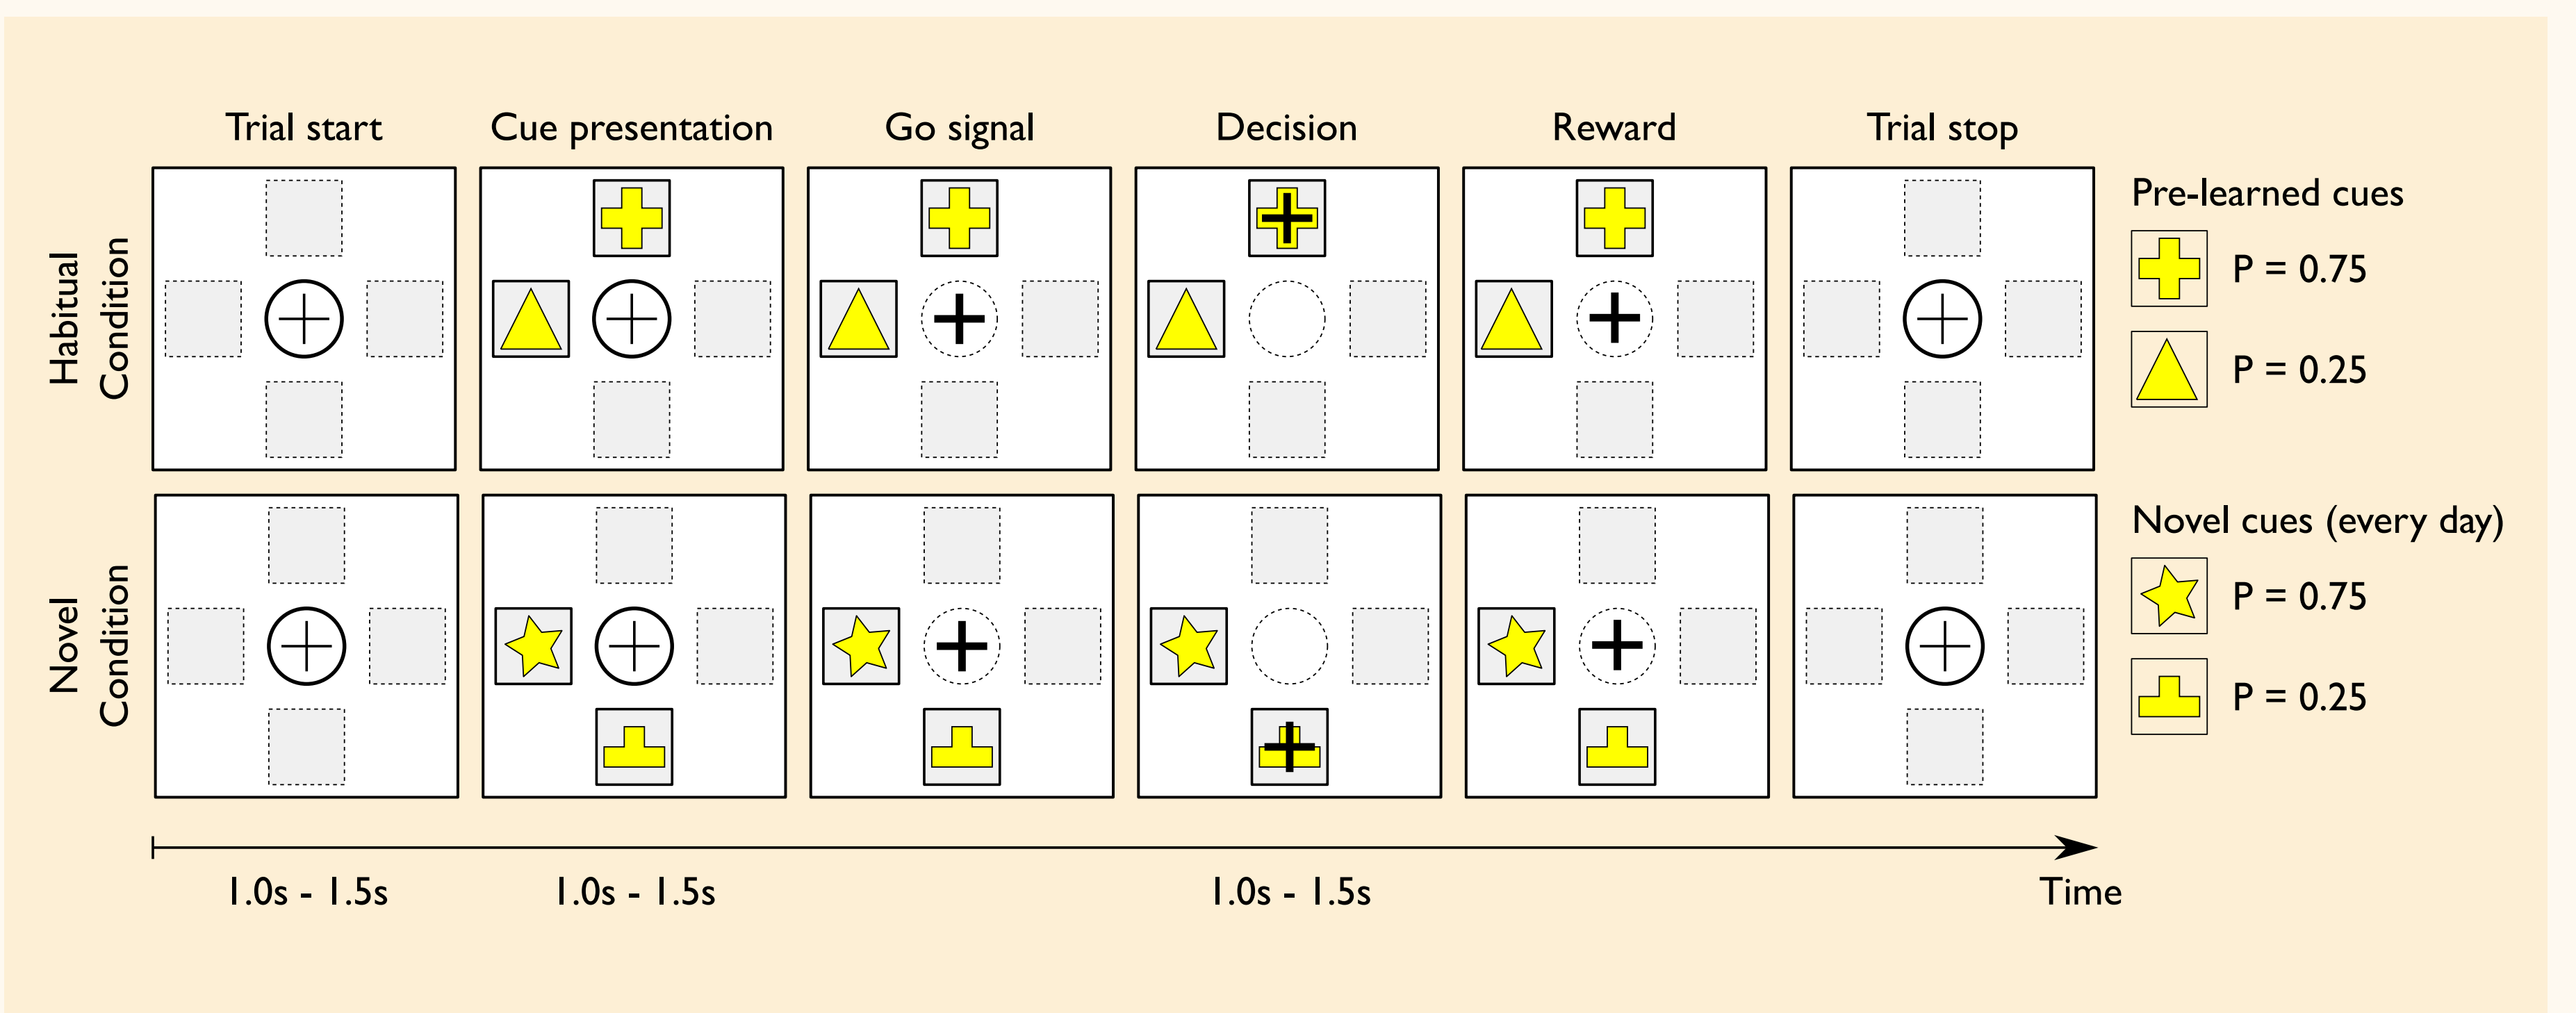 Trial start
Cue presentation
Go signal
Decision
Reward
Trial stop
Habitual
Condition
Pre-learned cues
P = 0.75
P = 0.25
Novel
Condition
Novel cues (every day)
P = 0.75
P = 0.25
1.0s - 1.5s
1.0s - 1.5s
1.0s - 1.5s
Time